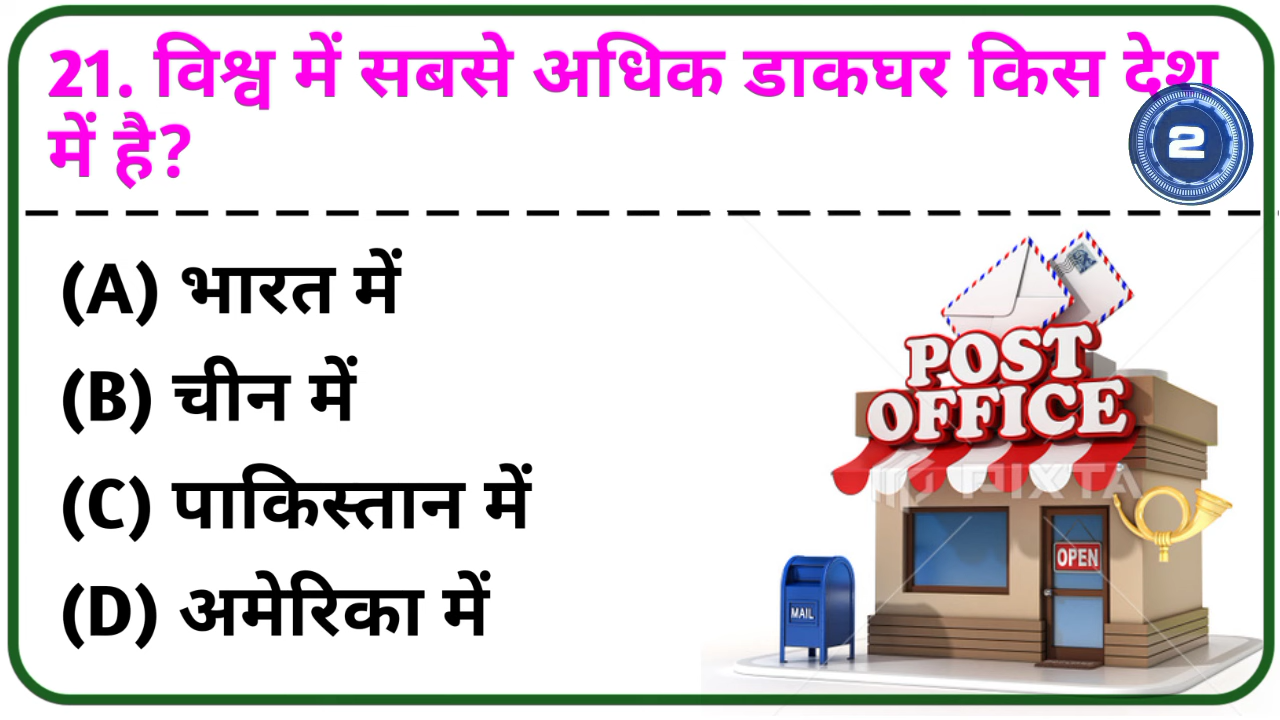 21. विश्व में सबसे अधिक डाकघर किस देश
में है?
2
(A) भारत में
(B) चीन में
(C) पाकिस्तान में
(D) अमेरिका में
POST
OFFICE
PIXTA
OPEN
MAIL